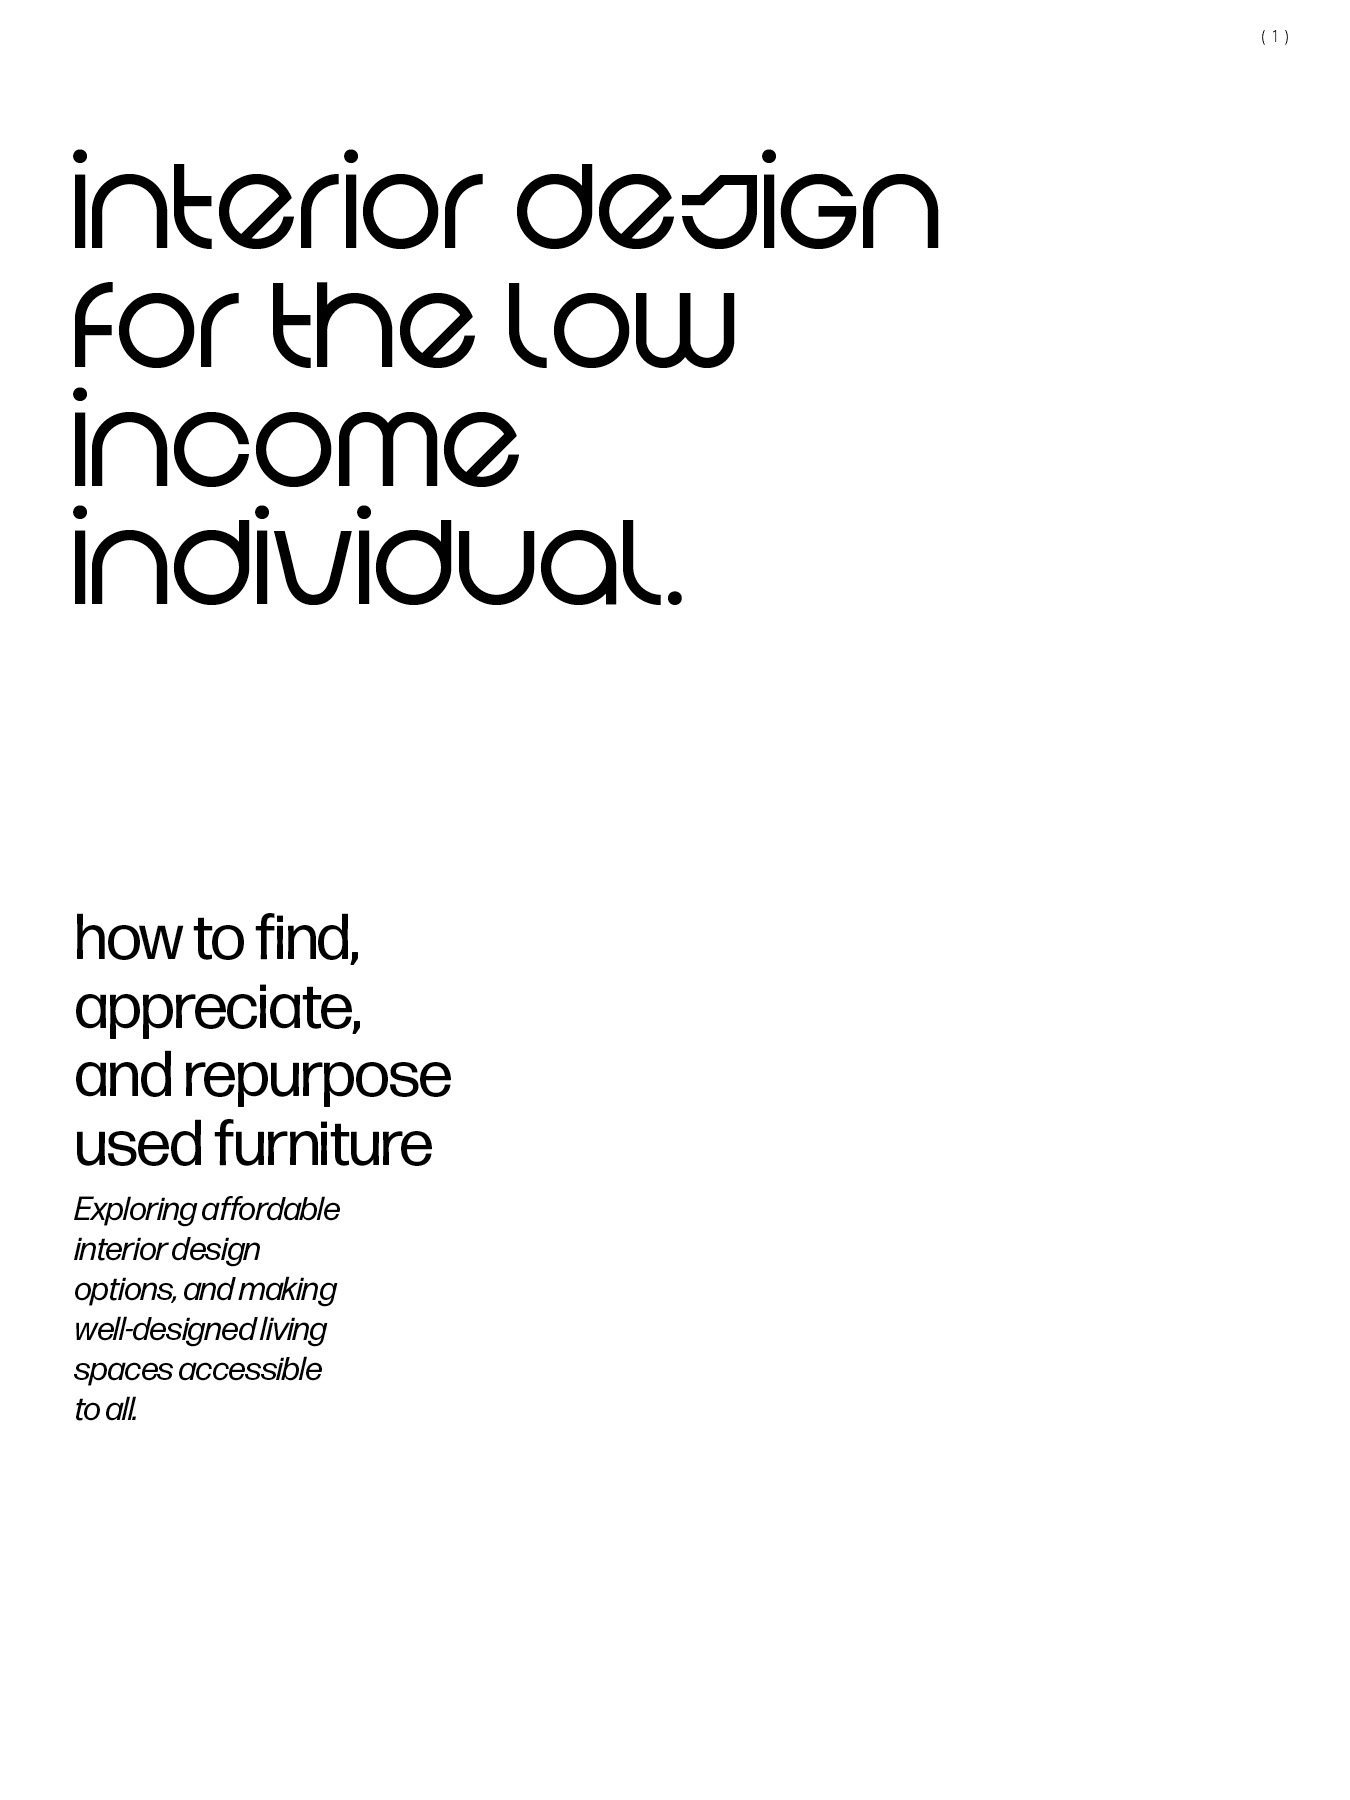 ( 1 )
interior design
for the low
income
individual.
how to find,
appreciate,
and repurpose
used furniture
Exploring affordable
interior design
options, and making
well-designed living
spaces accessible
to all.